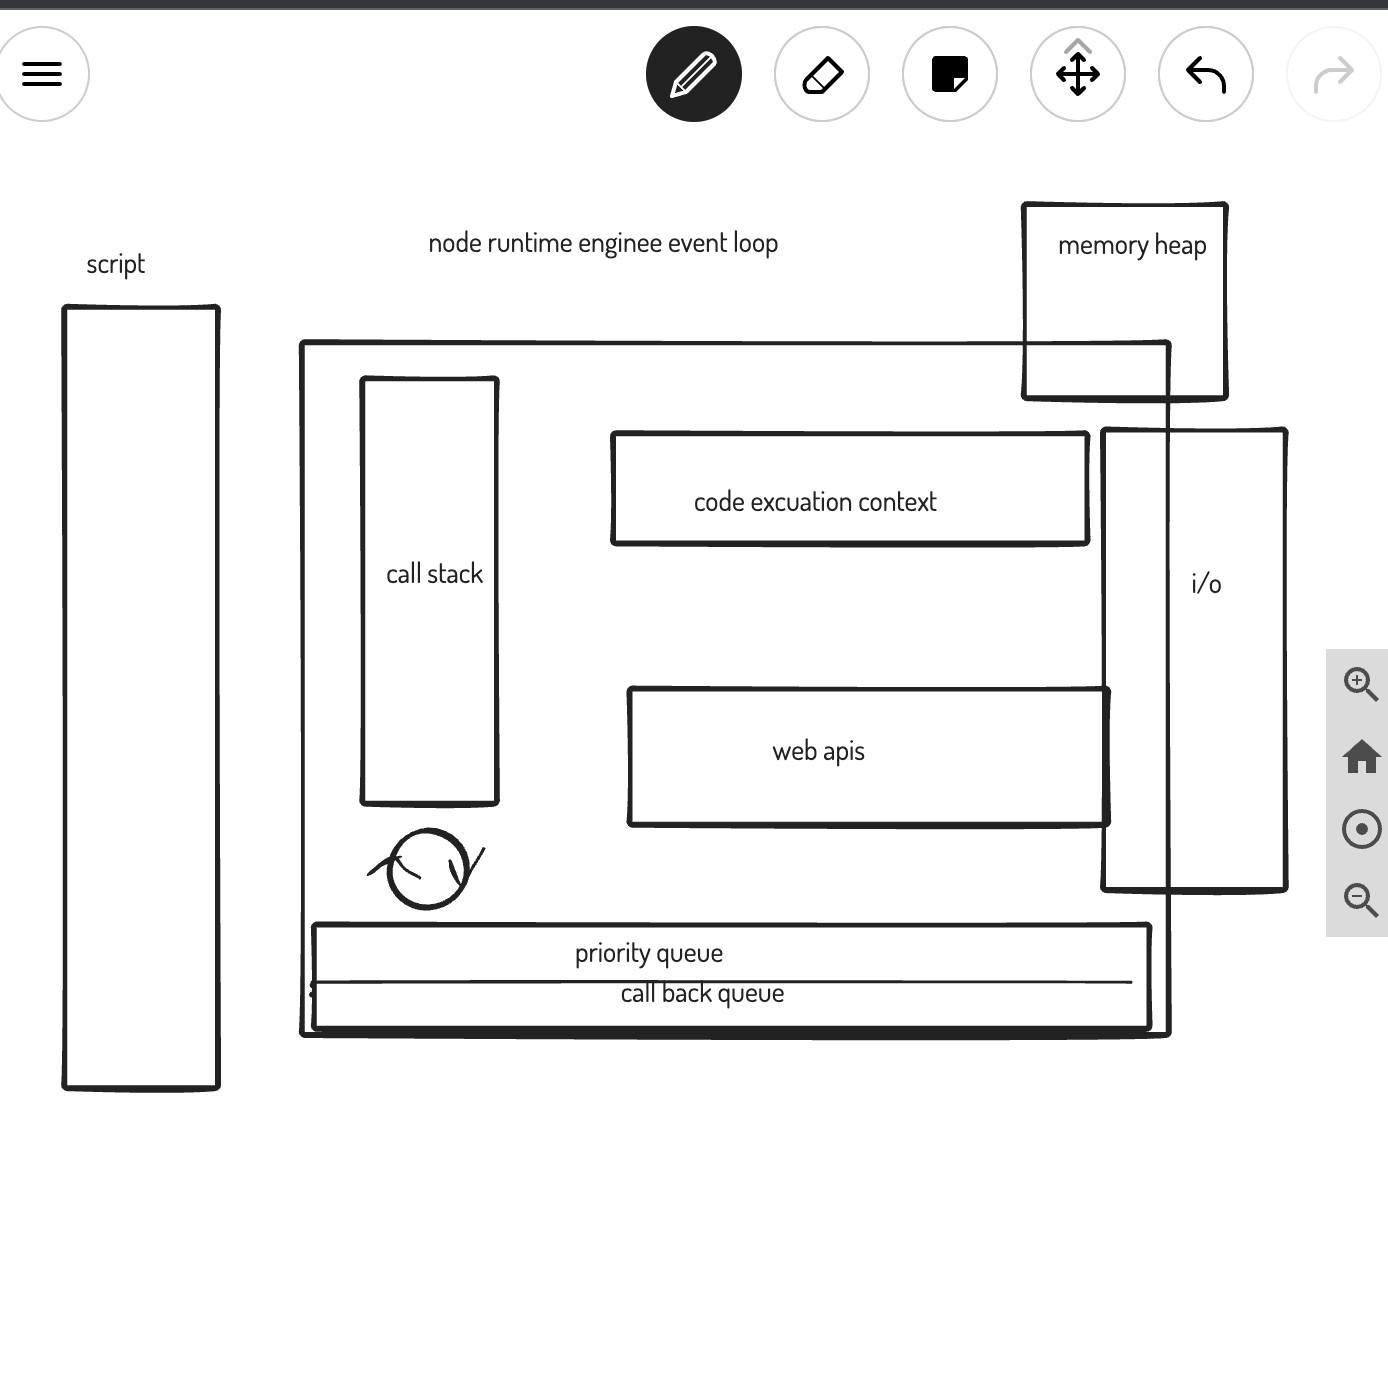 node runtime enginee event loop
memory heap
script
code excuation context
call stack
i/o
web apis
priority queue
call back queue